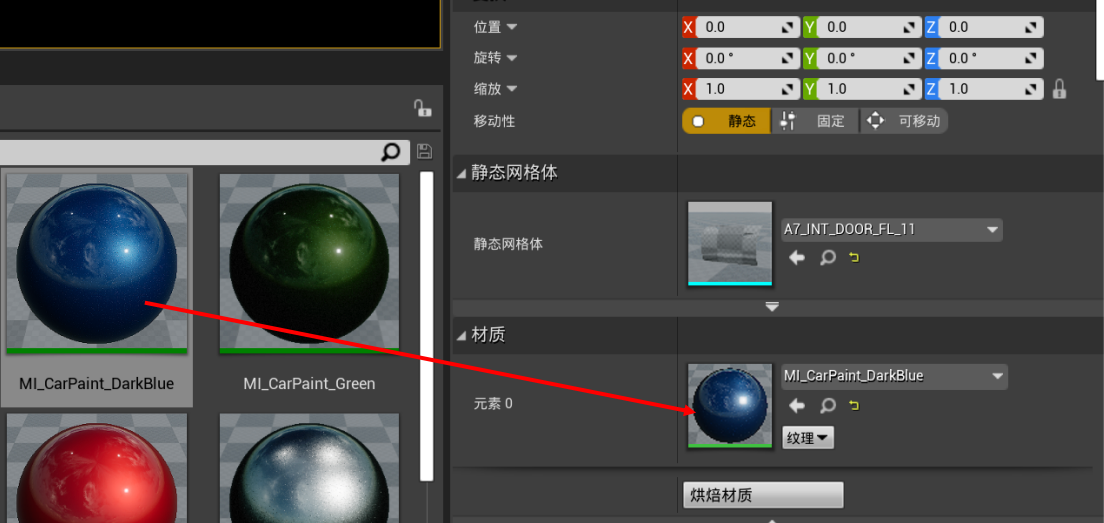 位置 X 0.0 Y 0.0 Z 0.0
旋转 X 0.0 ° Y 0.0 ° Z 0.0 °
缩放 X 1.0 Y 1.0 Z 1.0
移动性 静态 固定 可移动
静态网格体
静态网格体 A7_INT_DOOR_FL_11
材质
元素 0 MI_CarPaint_DarkBlue
纹理
烘焙材质
MI_CarPaint_DarkBlue MI_CarPaint_Green